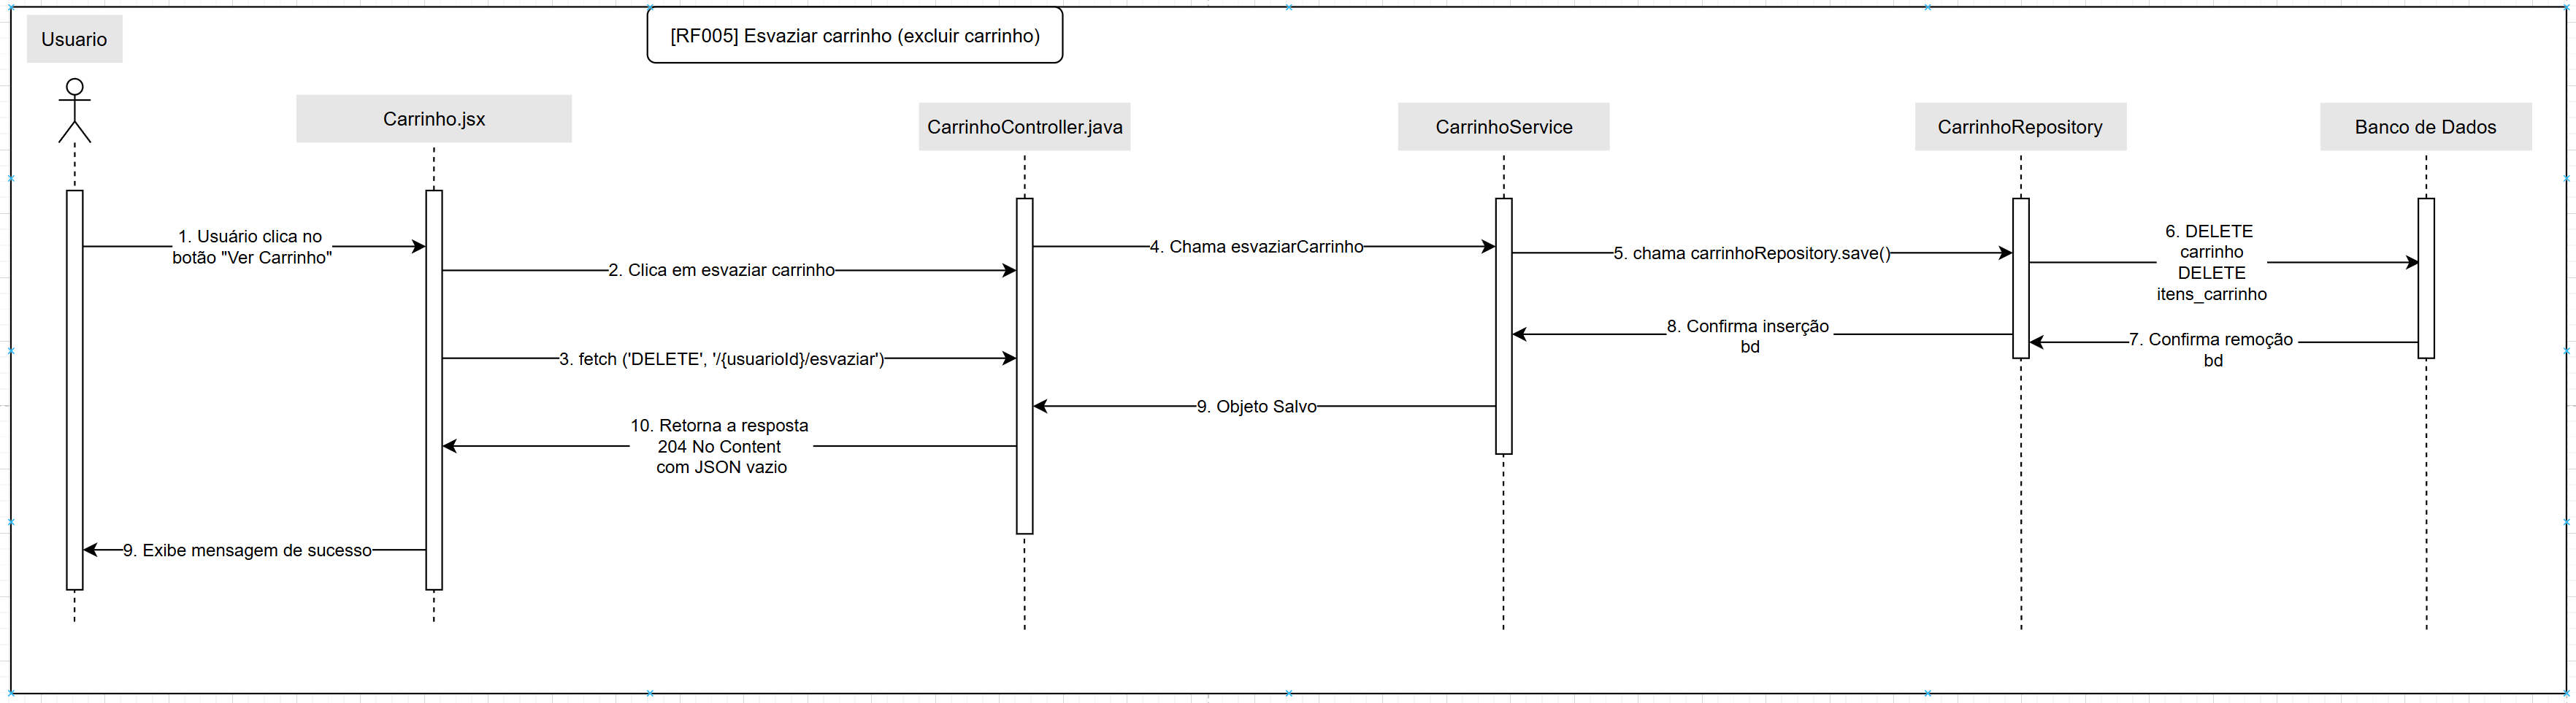 Usuario
[RF005] Esvaziar carrinho (excluir carrinho)
Carrinho.jsx
CarrinhoController.java
CarrinhoService
CarrinhoRepository
Banco de Dados
1. Usuário clica no
botão "Ver Carrinho"
2. Clica em esvaziar carrinho
3. fetch ('DELETE', '/{usuarioId}/esvaziar')
4. Chama esvaziarCarrinho
5. chama carrinhoRepository.save()
6. DELETE
carrinho
DELETE
itens_carrinho
7. Confirma remoção
bd
8. Confirma inserção
bd
9. Objeto Salvo
10. Retorna a resposta
204 No Content
com JSON vazio
9. Exibe mensagem de sucesso